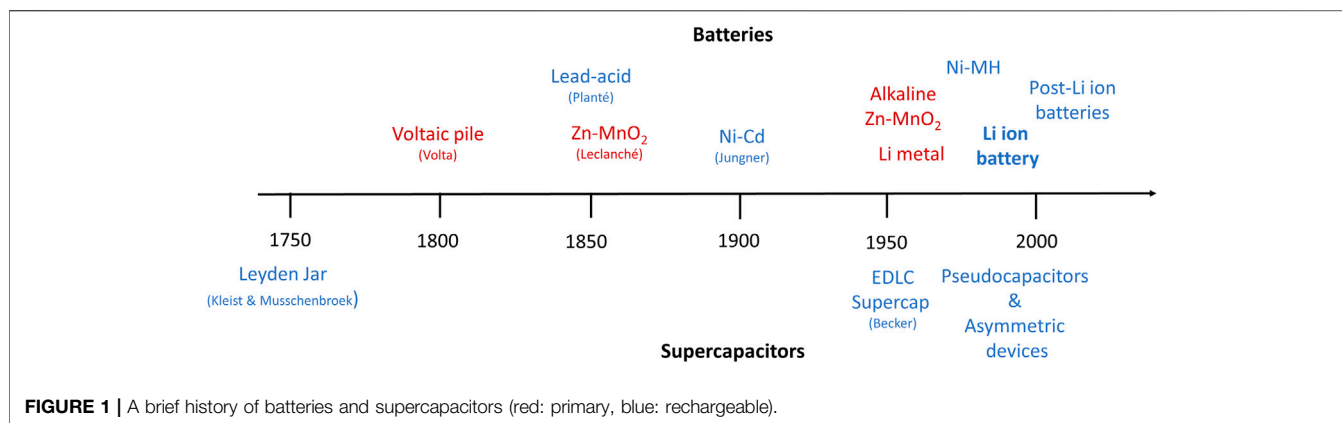 Batteries
Ni-MH
Lead-acid
(Planté)
Post-Li ion
batteries
Alkaline
Zn-MnO₂
Voltaic pile
(Volta)
Zn-MnO₂
(Leclanché)
Ni-Cd
(Jungner)
Li metal
Li ion
battery
1750
1800
1850
1900
1950
2000
Leyden Jar
(Kleist & Musschenbroek)
EDLC
Supercap
(Becker)
Pseudocapacitors
&
Asymmetric
devices
Supercapacitors
FIGURE 1 | A brief history of batteries and supercapacitors (red: primary, blue: rechargeable).